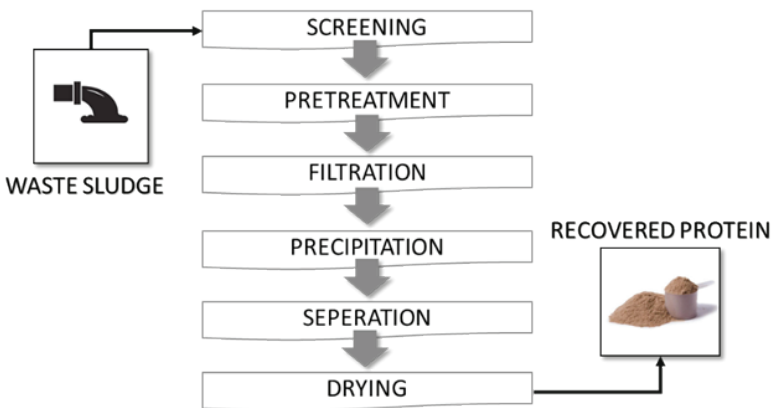 SCREENING
PRETREATMENT
WASTE SLUDGE
FILTRATION
PRECIPITATION
RECOVERED PROTEIN
SEPERATION
DRYING